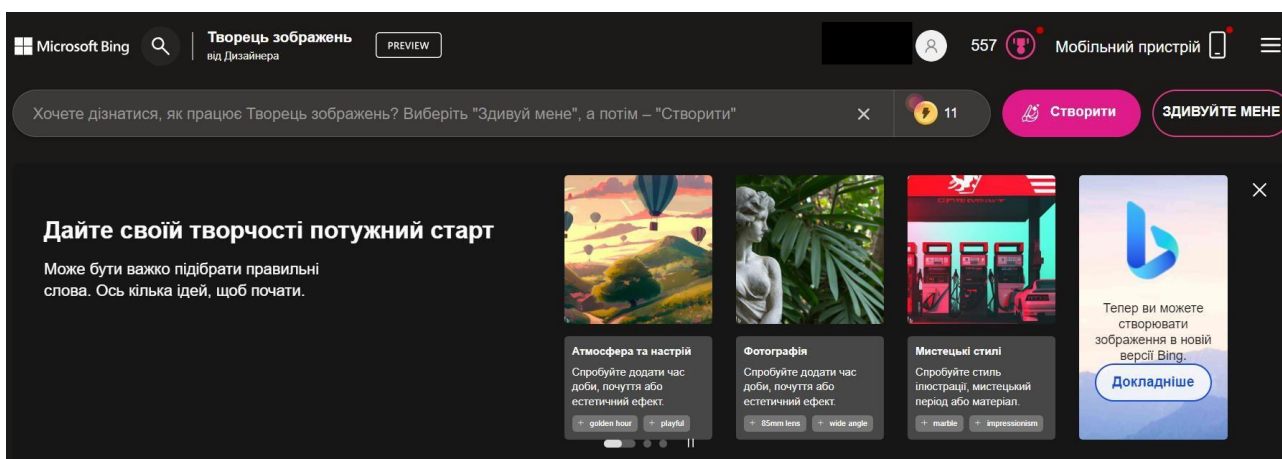 Microsoft Bing
Творець зображень
від Дизайнера
PREVIEW
557
Мобільний пристрій
Хочете дізнатися, як працює Творець зображень? Виберіть "Здивуй мене", а потім – "Створити"
11
Створити
ЗДИВУЙТЕ МЕНЕ
Дайте своїй творчості потужний старт
Може бути важко підібрати правильні
слова. Ось кілька ідей, щоб почати.
Атмосфера та настрій
Спробуйте додати час
доби, почуття або
естетичний ефект.
+ golden hour + playful
Фотографія
Спробуйте додати час
доби, почуття або
естетичний ефект.
+ 85mm lens + wide angle
Мистецькі стилі
Спробуйте стиль
ілюстрації, мистецький
період або матеріал.
+ marble + impressionism
Тепер ви можете
створювати
зображення в новій
версії Bing.
Докладніше